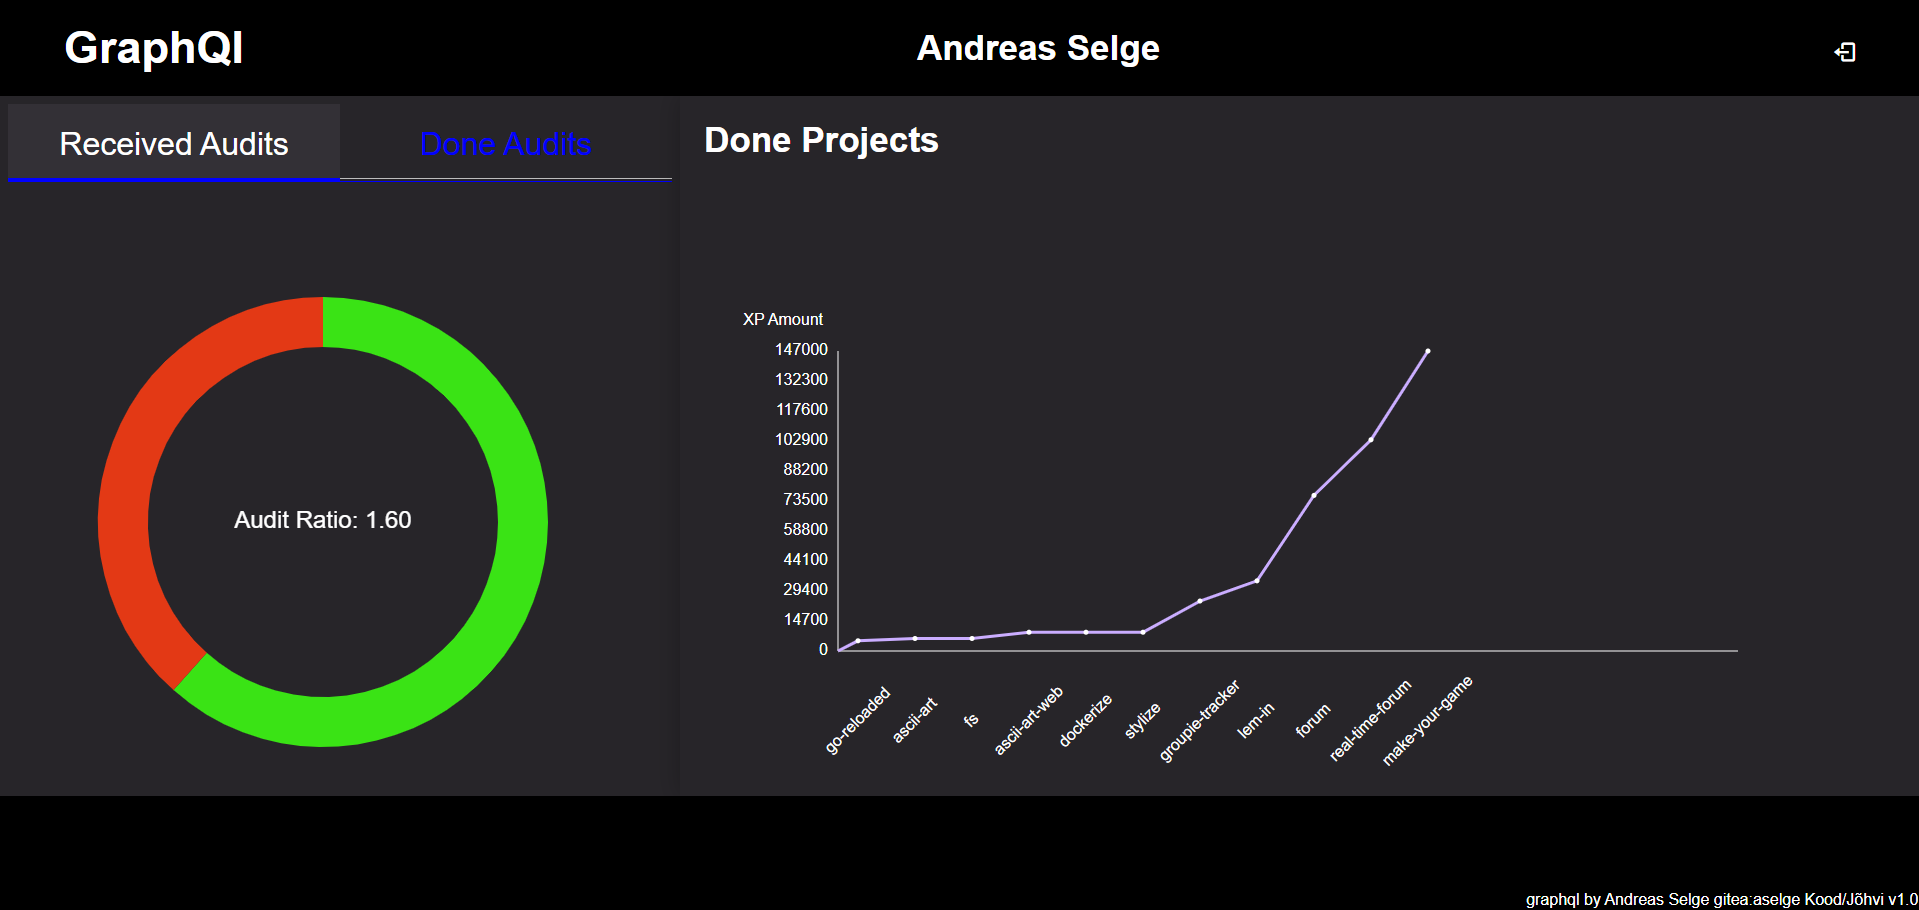 GraphQl
Andreas Selge
Received Audits
Done Audits
Audit Ratio: 1.60
Done Projects
XP Amount
147000
132300
117600
102900
88200
73500
58800
44100
29400
14700
0
go-reloaded
ascii-art
fs
ascii-art-web
dockerize
stylize
groupie-tracker
lem-in
forum
real-time-forum
make-your-game
graphql by Andreas Selge gitea:aselge Kood/Jõhvi v1.0